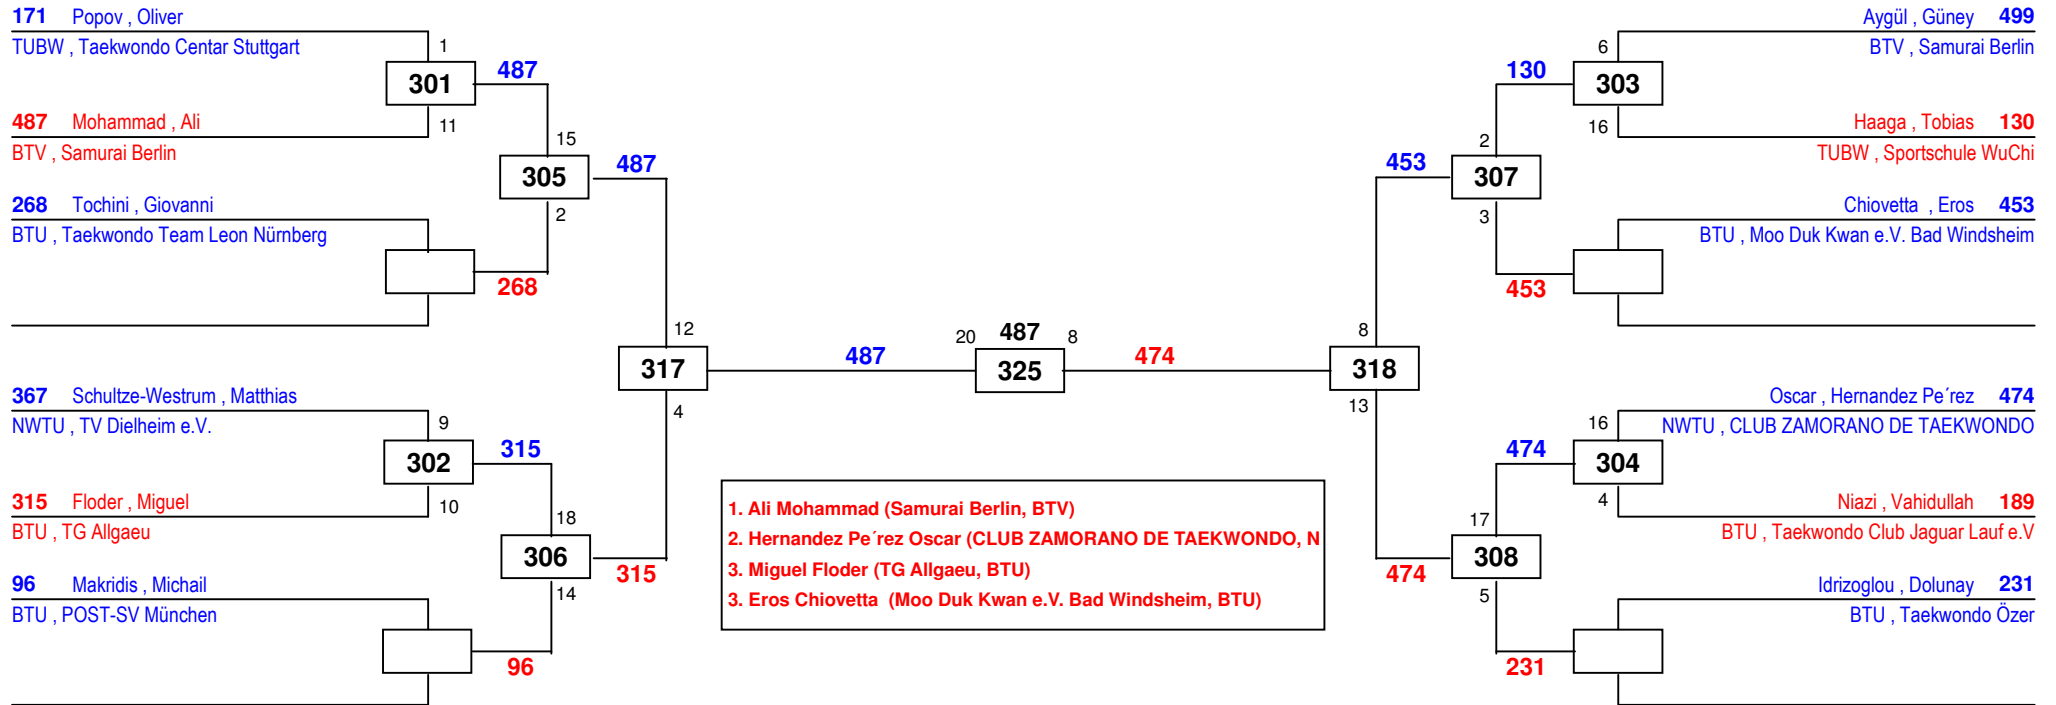 171 Popov , Oliver
TUBW , Taekwondo Centar Stuttgart
1
301
487
11
487 Mohammad , Ali
BTV , Samurai Berlin
15
305
487
2
268 Tochini , Giovanni
BTU , Taekwondo Team Leon Nürnberg
268
12
317
487
4
367 Schultze-Westrum , Matthias
NWTU , TV Dielheim e.V.
9
302
315
10
315 Floder , Miguel
BTU , TG Allgaeu
18
306
315
14
96 Makridis , Michail
BTU , POST-SV München
96
20 487 8
325
474
1. Ali Mohammad (Samurai Berlin, BTV)
2. Hernandez Pe´rez Oscar (CLUB ZAMORANO DE TAEKWONDO, N
3. Miguel Floder (TG Allgaeu, BTU)
3. Eros Chiovetta (Moo Duk Kwan e.V. Bad Windsheim, BTU)
Aygül , Güney 499
BTV , Samurai Berlin
6
130
303
16
Haaga , Tobias 130
TUBW , Sportschule WuChi
2
453
307
3
Chiovetta , Eros 453
BTU , Moo Duk Kwan e.V. Bad Windsheim
453
8
318
13
Oscar , Hernandez Pe´rez 474
NWTU , CLUB ZAMORANO DE TAEKWONDO
16
474
304
4
Niazi , Vahidullah 189
BTU , Taekwondo Club Jaguar Lauf e.V
17
308
474
5
Idrizoglou , Dolunay 231
BTU , Taekwondo Özer
231